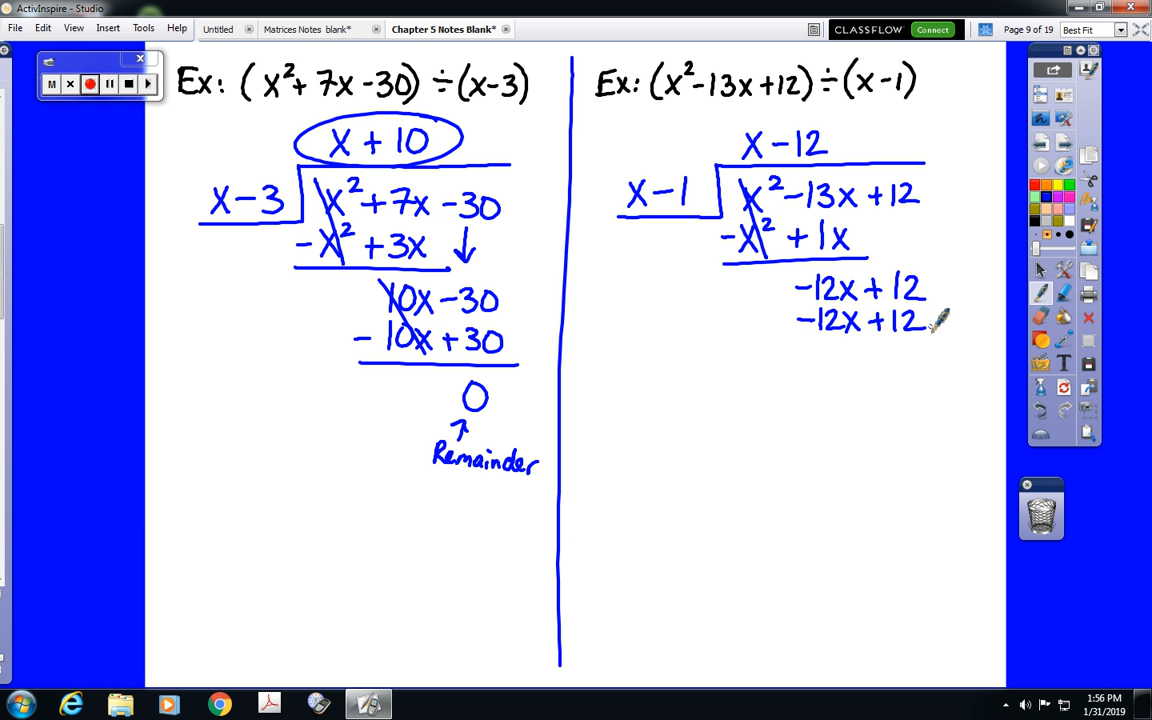 ActivInspire - Studio
File Edit View Insert Tools Help
Untitled
Matrices Notes blank*
Chapter 5 Notes Blank*
CLASSFLOW
Connect
Page 9 of 19
Best Fit
M
Ex: (x²+ 7x -30) ÷(x-3)
x + 10
x -3
x² +7x -30
-x² +3x ↓
10x -30
- 10x +30
0
↑
Remainder
Ex: (x²-13x+12) ÷(x-1)
x -12
x -1
x² -13x +12
-x² + 1x
-12x + 12
-12x +12
T
1:56 PM
1/31/2019